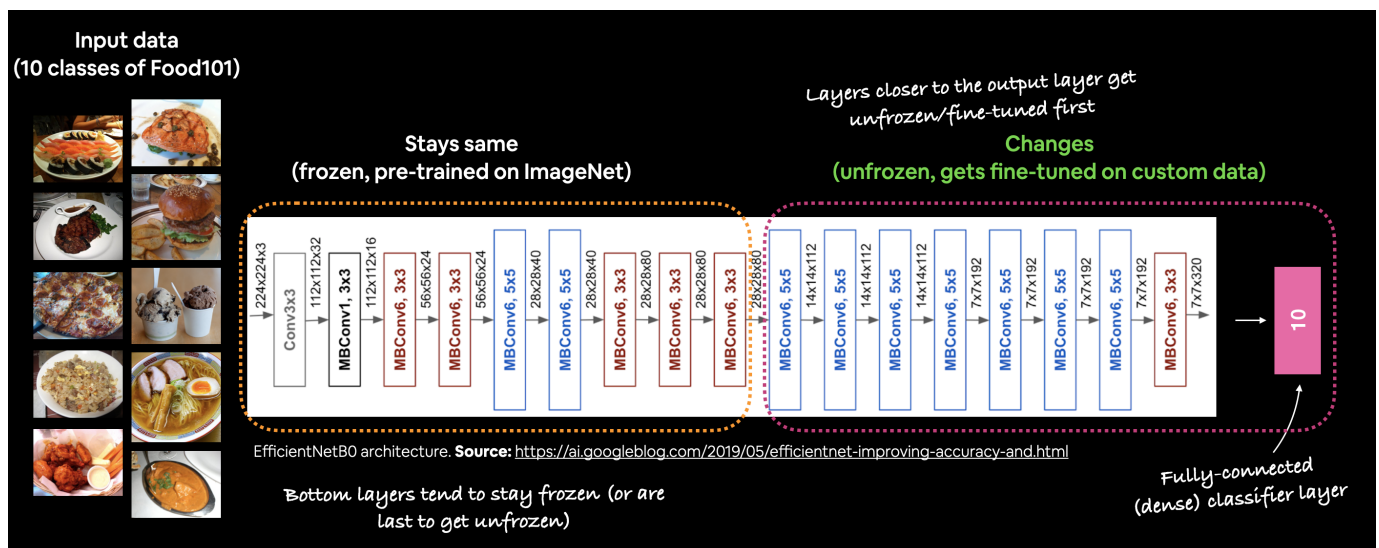 Input data
(10 classes of Food101)
Layers closer to the output layer get
unfrozen/fine-tuned first
Stays same
(frozen, pre-trained on ImageNet)
Changes
(unfrozen, gets fine-tuned on custom data)
224x224x3
Conv3x3
112x112x32
MBConv1, 3x3
112x112x16
MBConv6, 3x3
56x56x24
MBConv6, 3x3
56x56x24
MBConv6, 5x5
28x28x40
MBConv6, 5x5
28x28x40
MBConv6, 3x3
28x28x80
MBConv6, 3x3
28x28x80
MBConv6, 3x3
28x28x80
MBConv6, 5x5
14x14x112
MBConv6, 5x5
14x14x112
MBConv6, 5x5
14x14x112
MBConv6, 5x5
7x7x192
MBConv6, 5x5
7x7x192
MBConv6, 5x5
7x7x192
MBConv6, 5x5
7x7x192
MBConv6, 3x3
7x7x320
10
EfficientNetB0 architecture. Source: https://ai.googleblog.com/2019/05/efficientnet-improving-accuracy-and.html
Bottom layers tend to stay frozen (or are
last to get unfrozen)
Fully-connected
(dense) classifier layer